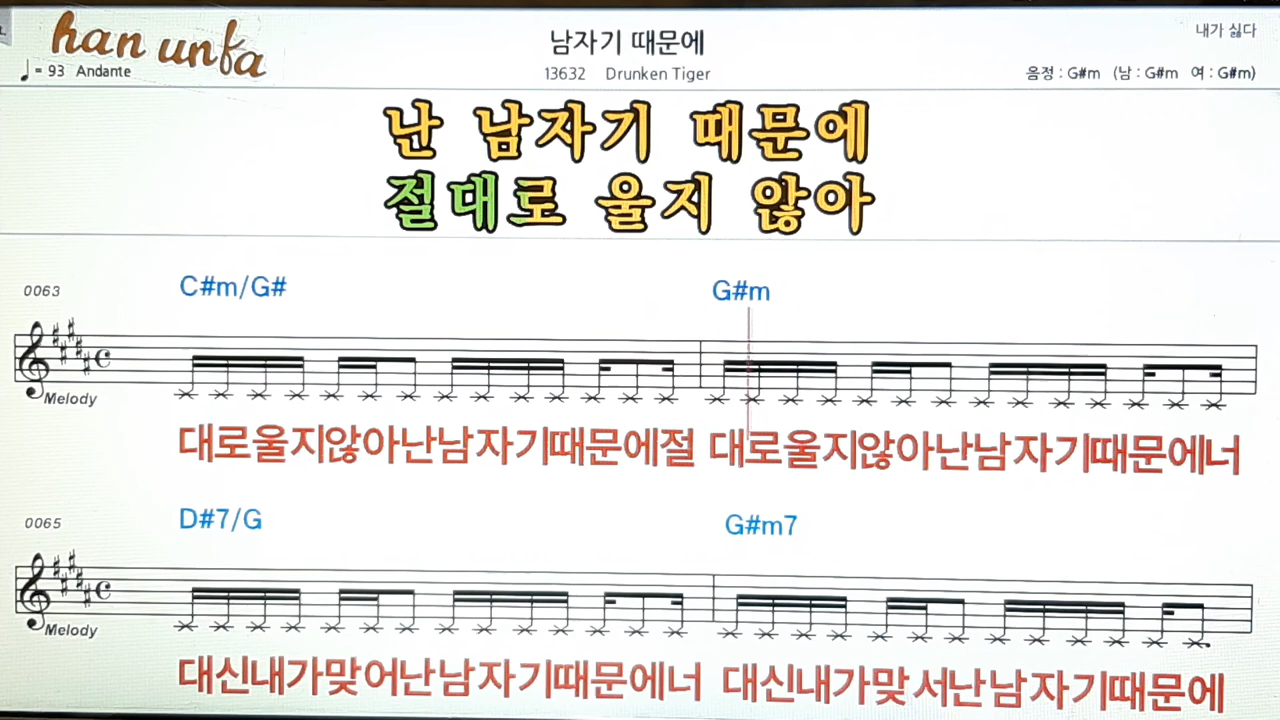 han unfa
남자기 때문에
내가 싫다
♩= 93 Andante
13632 Drunken Tiger
음정 : G#m (남 : G#m 여 : G#m)
난 남자기 때문에
절대로 울지 않아
0063
C#m/G# G#m
Melody
대로울지않아난남자기때문에절 대로울지않아난남자기때문에너
0065
D#7/G G#m7
Melody
대신내가맞어난남자기때문에너 대신내가맞서난남자기때문에